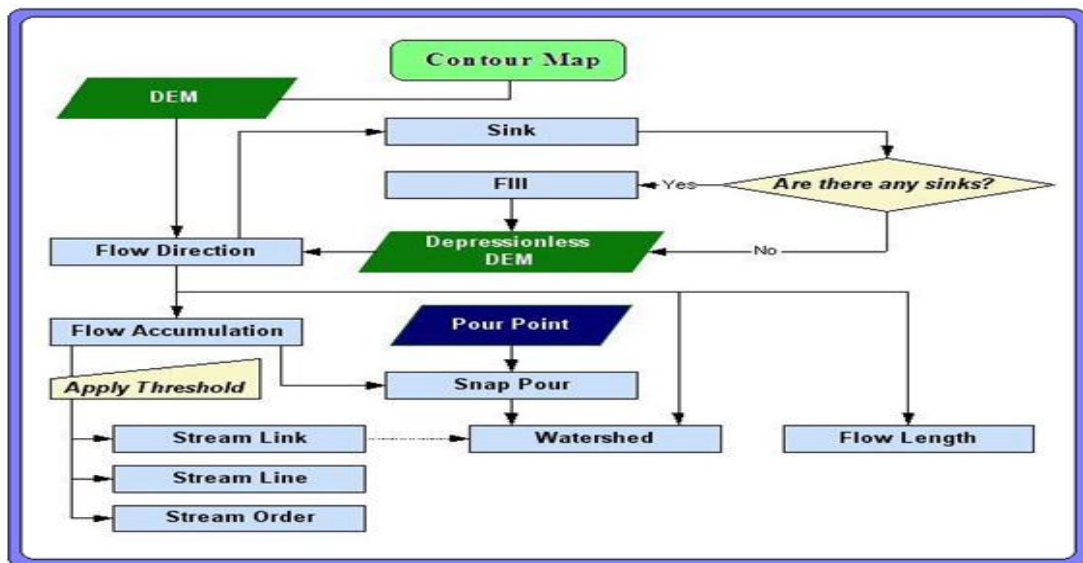 Contour Map
DEM
Sink
FIll
Yes
Are there any sinks?
Depressionless
DEM
No
Flow Direction
Flow Accumulation
Pour Point
Apply Threshold
Snap Pour
Stream Link
Watershed
Flow Length
Stream Line
Stream Order